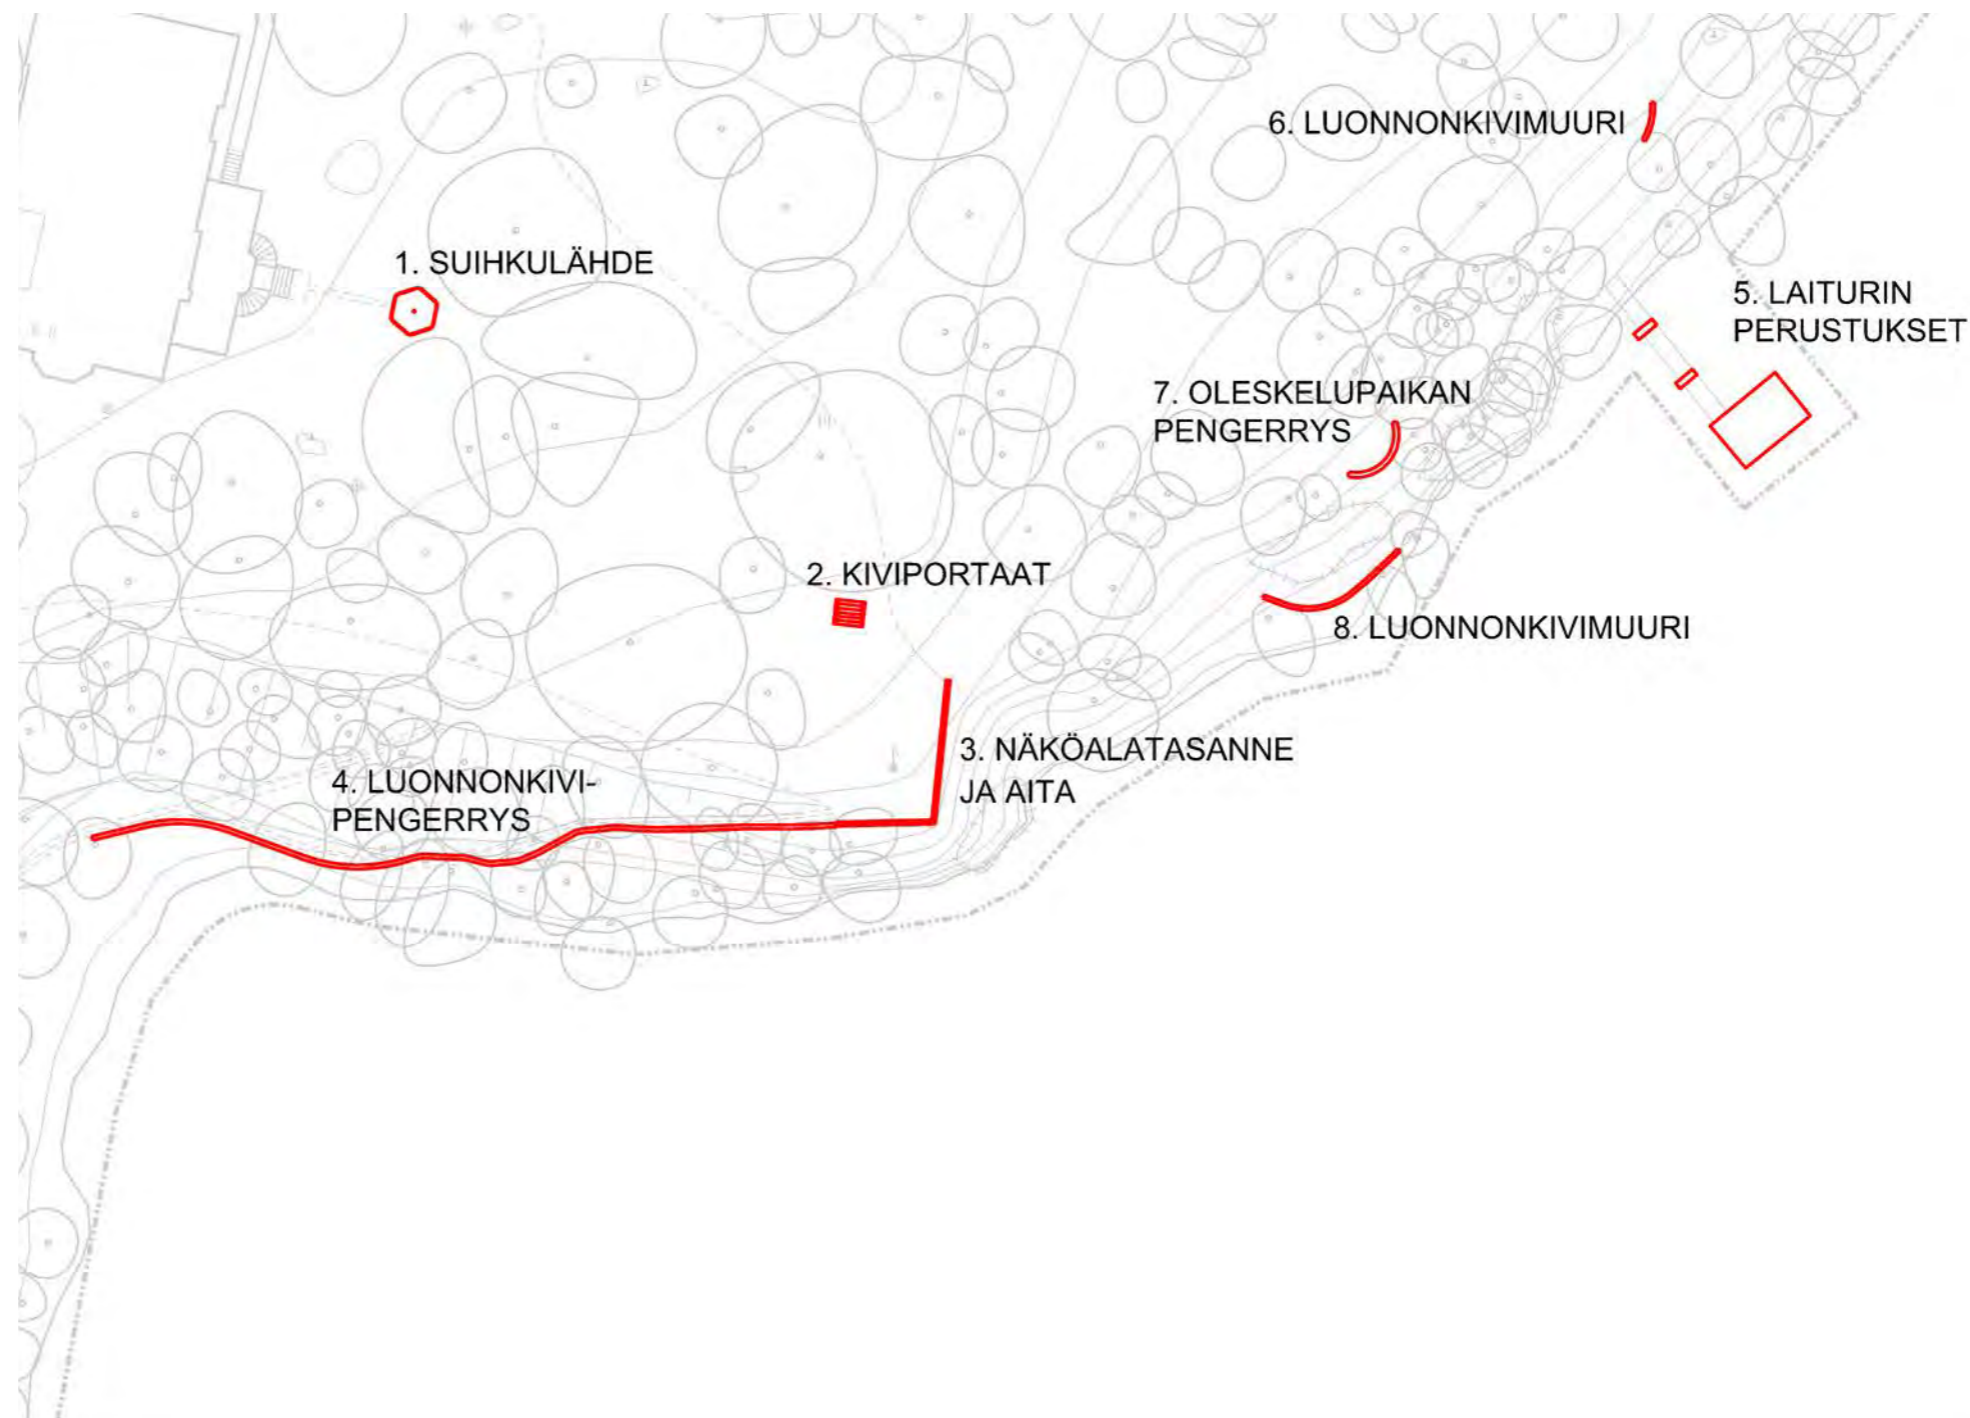 6. LUONNONKIVIMUURI
1. SUIHKULÄHDE
5. LAITURIN
PERUSTUKSET
7. OLESKELUPAIKAN
PENGERRYS
2. KIVIPORTAAT
8. LUONNONKIVIMUURI
3. NÄKÖALATASANNE
JA AITA
4. LUONNONKIVI-
PENGERRYS